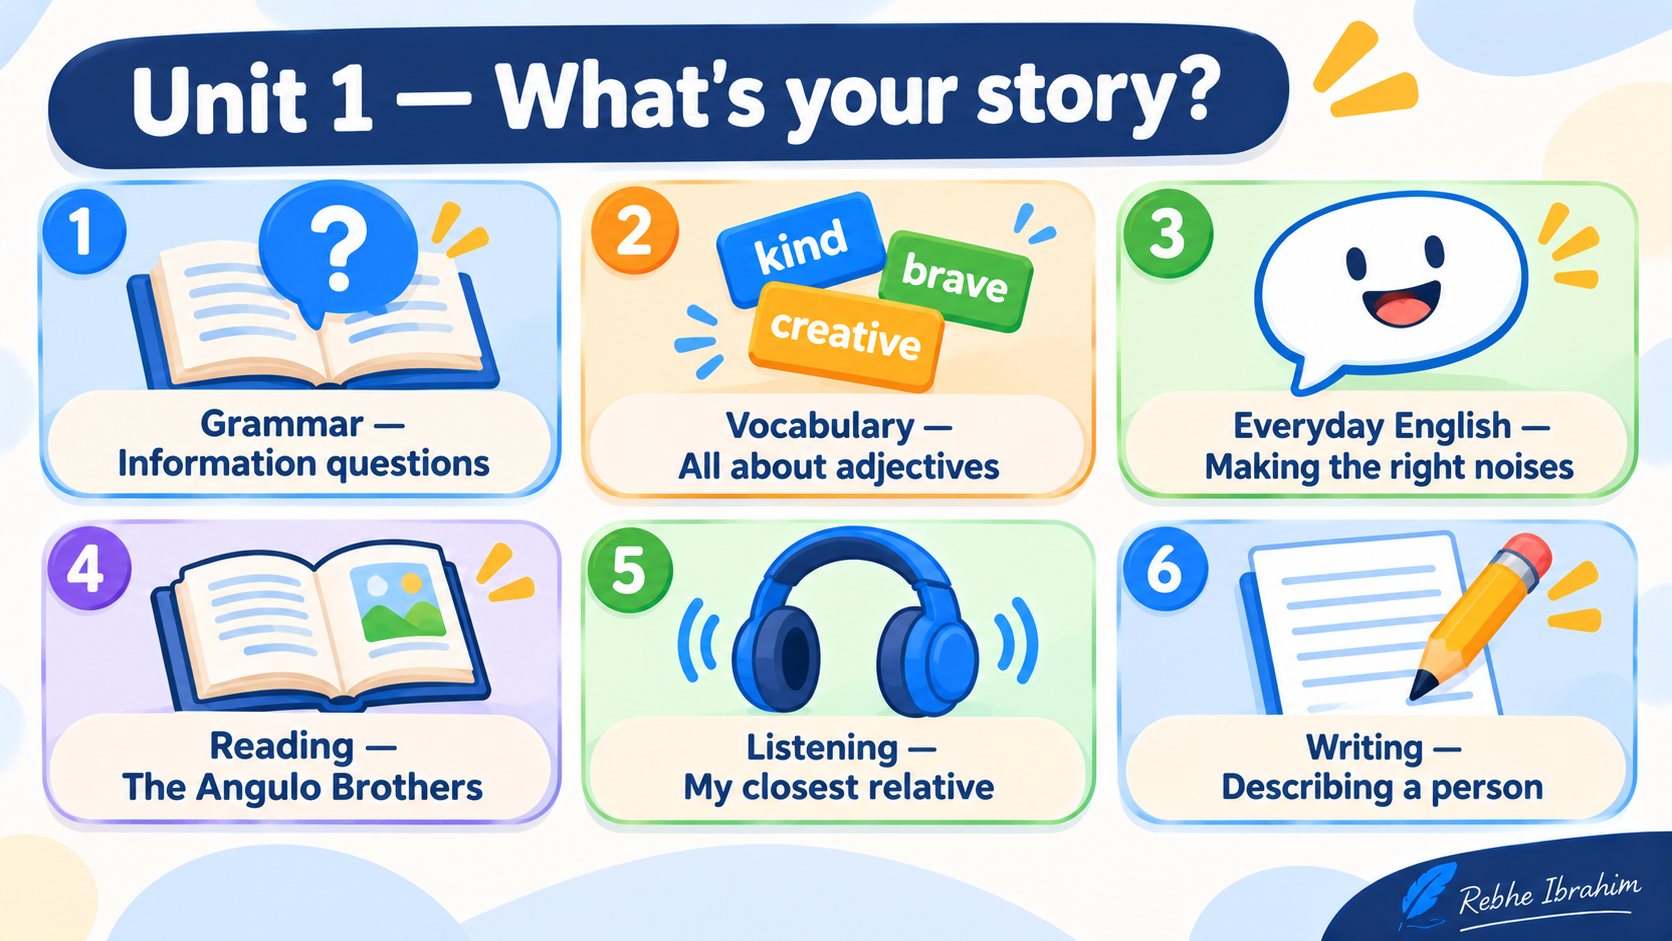 Unit 1 — What's your story?
1
?
Grammar —
Information questions
2
kind
brave
creative
Vocabulary —
All about adjectives
3
Everyday English —
Making the right noises
4
Reading —
The Angulo Brothers
5
Listening —
My closest relative
6
Writing —
Describing a person
Rebhe Ibrahim